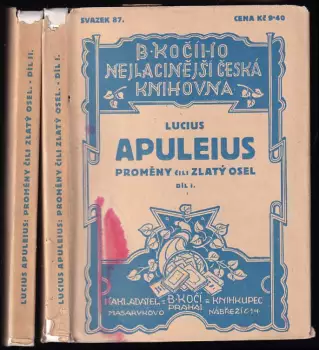 LUCIUS APULEIUS: PROMĚNY ČILI ZLATÝ OSEL. · DÍL II.
LUCIUS APULEIUS: PROMĚNY ČILI ZLATÝ OSEL. · DÍL I.
SVAZEK 87.
CENA KČ 9·40
B·KOČÍHO
NEJLACINĚJŠÍ ČESKÁ
KNIHOVNA
LUCIUS
APULEIUS
PROMĚNY ČILI ZLATÝ OSEL
DÍL I.
NAKLADATEL B·KOČÍ KNIHKUPEC
PRAHA I
MASARYKOVO NÁBŘEŽÍ Č14